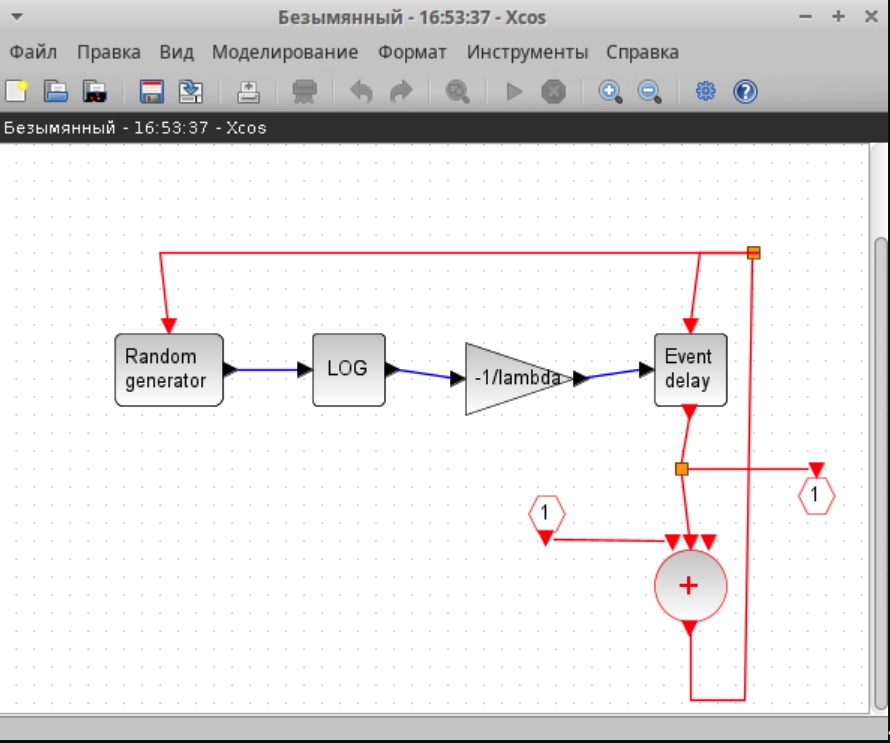 Безымянный - 16:53:37 - Xcos
Файл Правка Вид Моделирование Формат Инструменты Справка
Безымянный - 16:53:37 - Xcos
Random
generator
LOG
-1/lambda
Event
delay
1
1
+